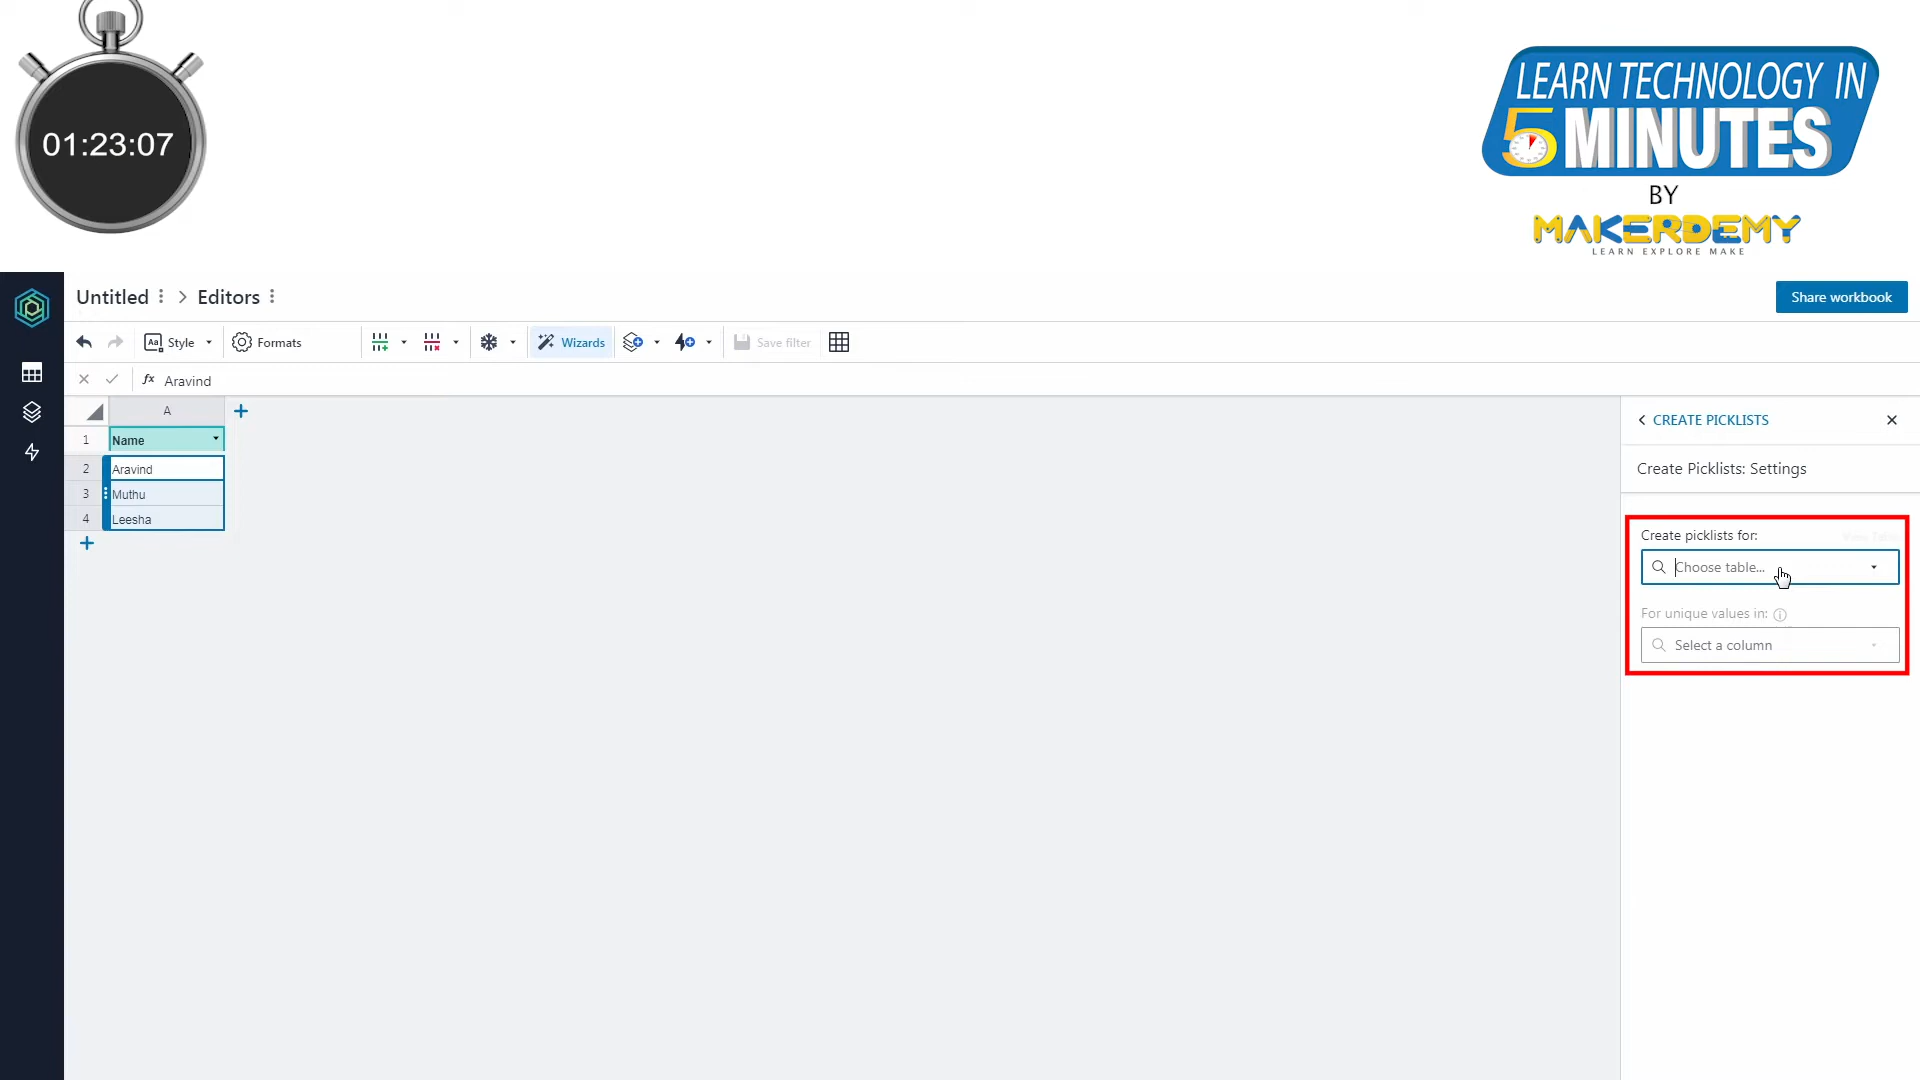 01:23:07
LEARN TECHNOLOGY IN
5 MINUTES
BY
MAKERDEMY
LEARN EXPLORE MAKE
Untitled > Editors
Share workbook
Aa Style Formats Wizards Save filter
fx Aravind
A
1 Name
2 Aravind
3 Muthu
4 Leesha
CREATE PICKLISTS
Create Picklists: Settings
Create picklists for:
Choose table...
For unique values in:
Select a column